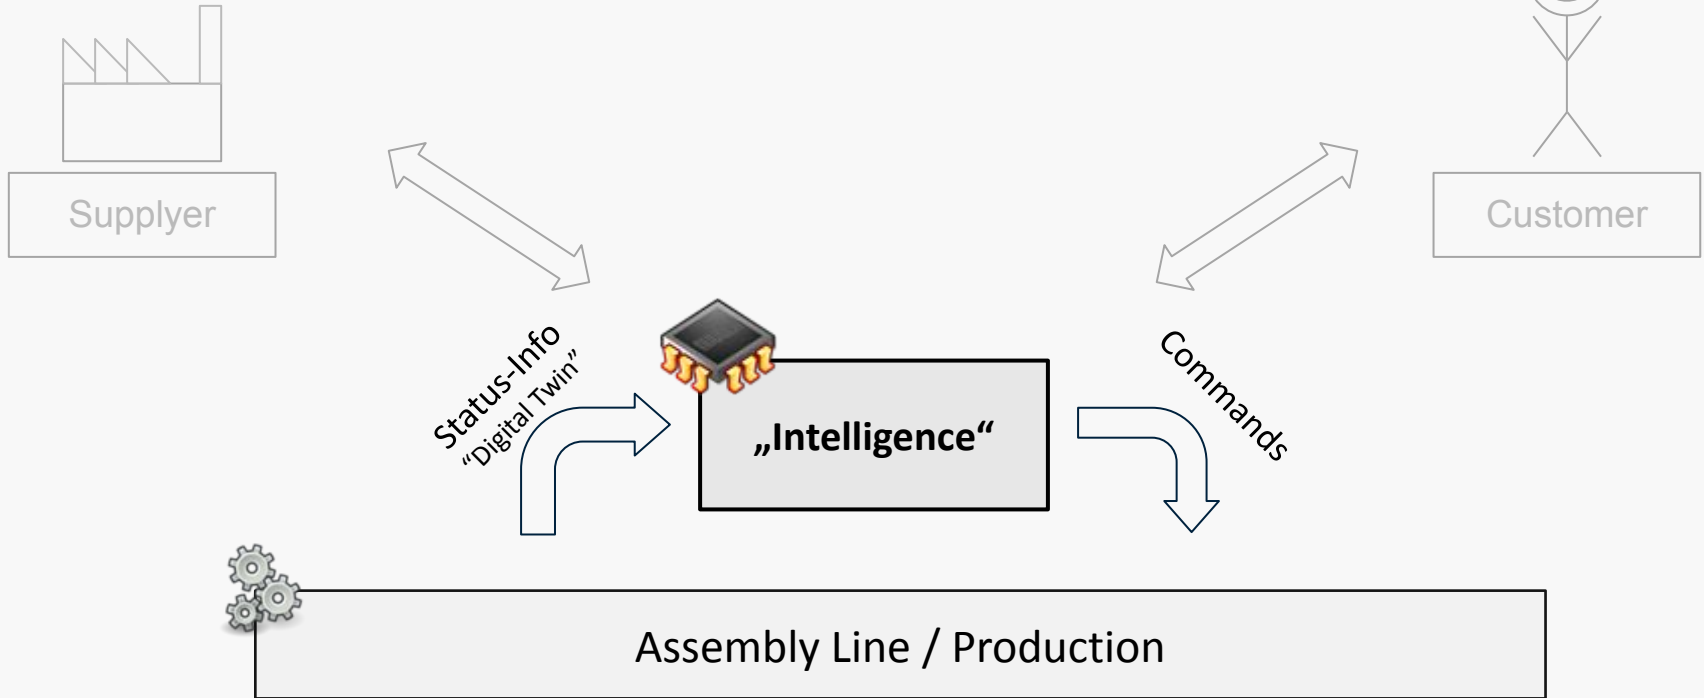 Supplyer
Customer
Status-Info
“Digital Twin”
„Intelligence“
Commands
Assembly Line / Production